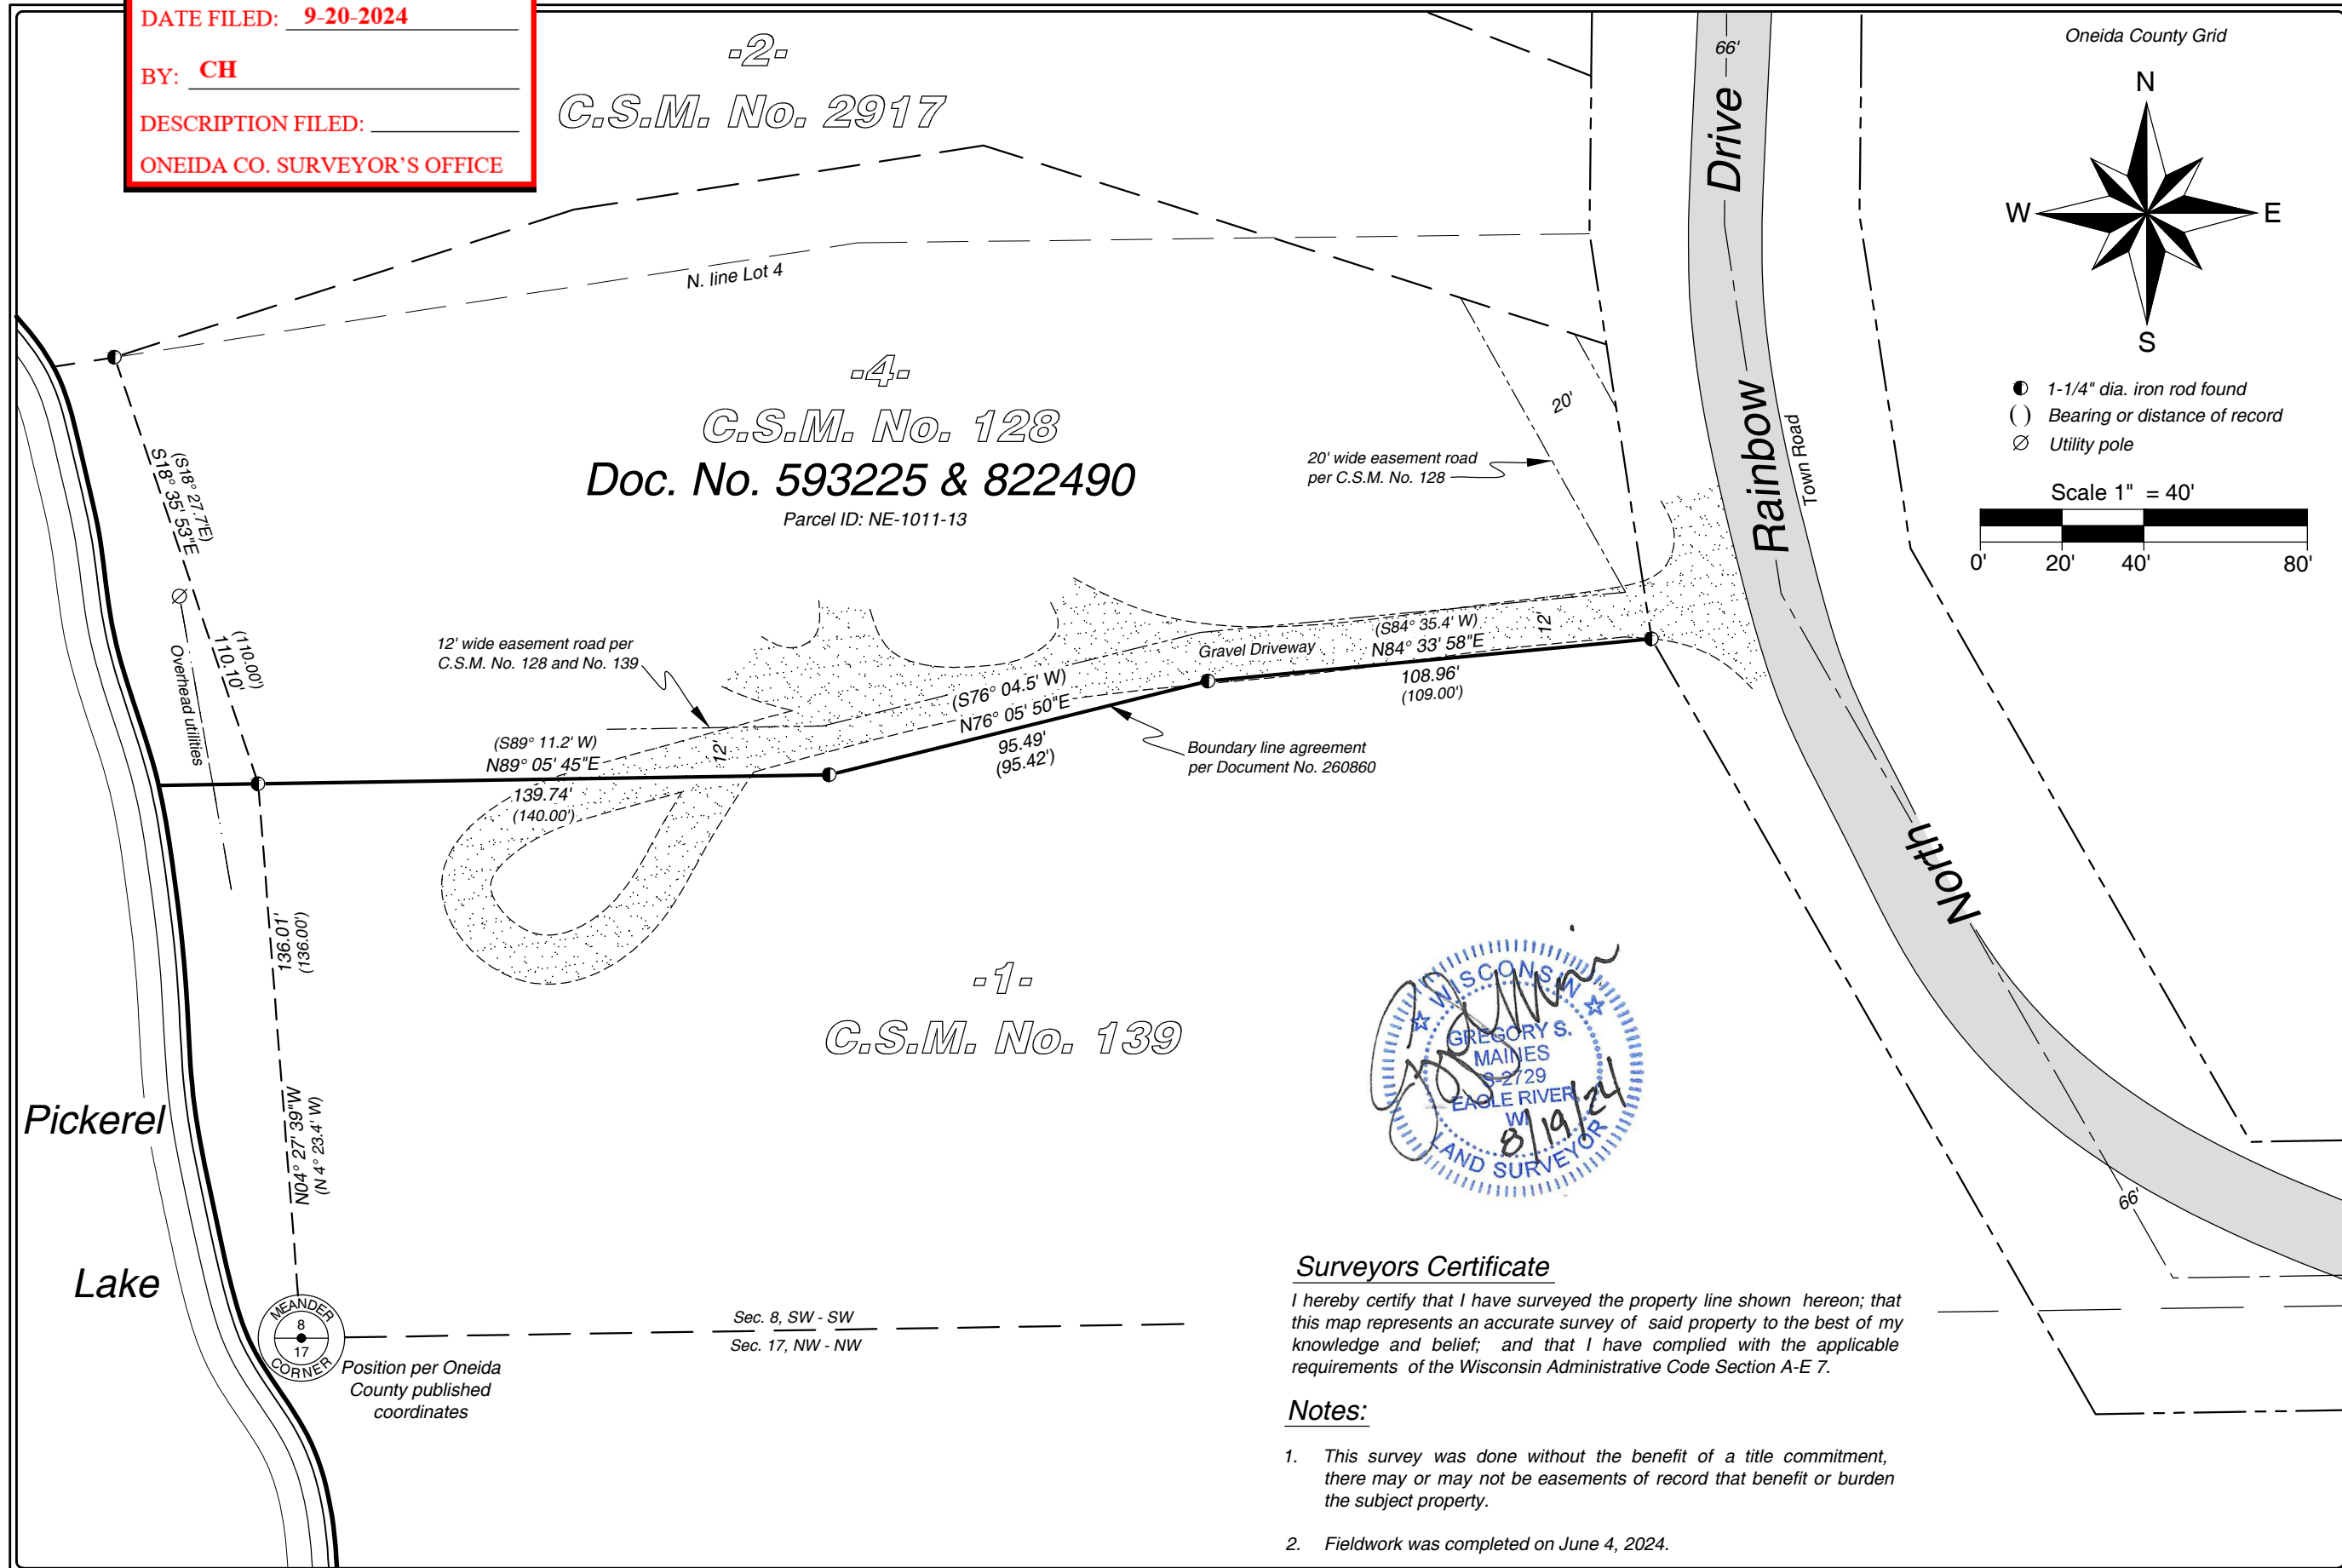 DATE FILED: 9-20-2024
BY: CH
DESCRIPTION FILED:
ONEIDA CO. SURVEYOR'S OFFICE
-2-
C.S.M. No. 2917
66'
Oneida County Grid
N
W
E
S
1-1/4" dia. iron rod found
( ) Bearing or distance of record
Utility pole
Scale 1" = 40'
0' 20' 40' 80'
N. line Lot 4
-4-
C.S.M. No. 128
Doc. No. 593225 & 822490
Parcel ID: NE-1011-13
20'
20' wide easement road
per C.S.M. No. 128
North Rainbow Drive
Town Road
(S18° 27.7'E)
S18° 35' 53"E
(110.00')
110.10'
Overhead utilities
12' wide easement road per
C.S.M. No. 128 and No. 139
(S89° 11.2' W)
N89° 05' 45"E
139.74'
(140.00')
12'
(S76° 04.5' W)
N76° 05' 50"E
95.49'
(95.42')
Gravel Driveway
(S84° 35.4' W)
N84° 33' 58"E
108.96'
(109.00')
12'
Boundary line agreement
per Document No. 260860
136.01'
(136.00')
N04° 27' 39"W
(N 4° 23.4' W)
-1-
C.S.M. No. 139
Pickerel
Lake
MEANDER
8
17
CORNER
Position per Oneida
County published
coordinates
Sec. 8, SW - SW
Sec. 17, NW - NW
66'
WISCONSIN
GREGORY S.
MAINES
S-2729
EAGLE RIVER,
WI
8/19/24
LAND SURVEYOR
Surveyors Certificate
I hereby certify that I have surveyed the property line shown hereon; that
this map represents an accurate survey of said property to the best of my
knowledge and belief; and that I have complied with the applicable
requirements of the Wisconsin Administrative Code Section A-E 7.
Notes:
1. This survey was done without the benefit of a title commitment,
there may or may not be easements of record that benefit or burden
the subject property.
2. Fieldwork was completed on June 4, 2024.